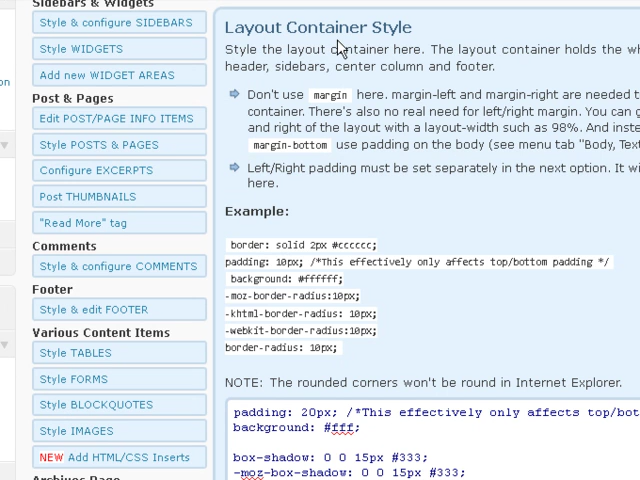 Sidebars & Widgets
Style & configure SIDEBARS
Style WIDGETS
Add new WIDGET AREAS
Post & Pages
Edit POST/PAGE INFO ITEMS
Style POSTS & PAGES
Configure EXCERPTS
Post THUMBNAILS
"Read More" tag
Comments
Style & configure COMMENTS
Footer
Style & edit FOOTER
Various Content Items
Style TABLES
Style FORMS
Style BLOCKQUOTES
Style IMAGES
NEW Add HTML/CSS Inserts
Archives Page
on
Layout Container Style
Style the layout container here. The layout container holds the wh
header, sidebars, center column and footer.
Don't use margin here. margin-left and margin-right are needed t
container. There's also no real need for left/right margin. You can g
and right of the layout with a layout-width such as 98%. And inste
margin-bottom use padding on the body (see menu tab "Body, Text
Left/Right padding must be set separately in the next option. It wi
here.
Example:
border: solid 2px #cccccc;
padding: 10px; /*This effectively only affects top/bottom padding */
background: #ffffff;
-moz-border-radius:10px;
-khtml-border-radius: 10px;
-webkit-border-radius:10px;
border-radius: 10px;
NOTE: The rounded corners won't be round in Internet Explorer.
padding: 20px; /*This effectively only affects top/bot
background: #fff;
box-shadow: 0 0 15px #333;
-moz-box-shadow: 0 0 15px #333;